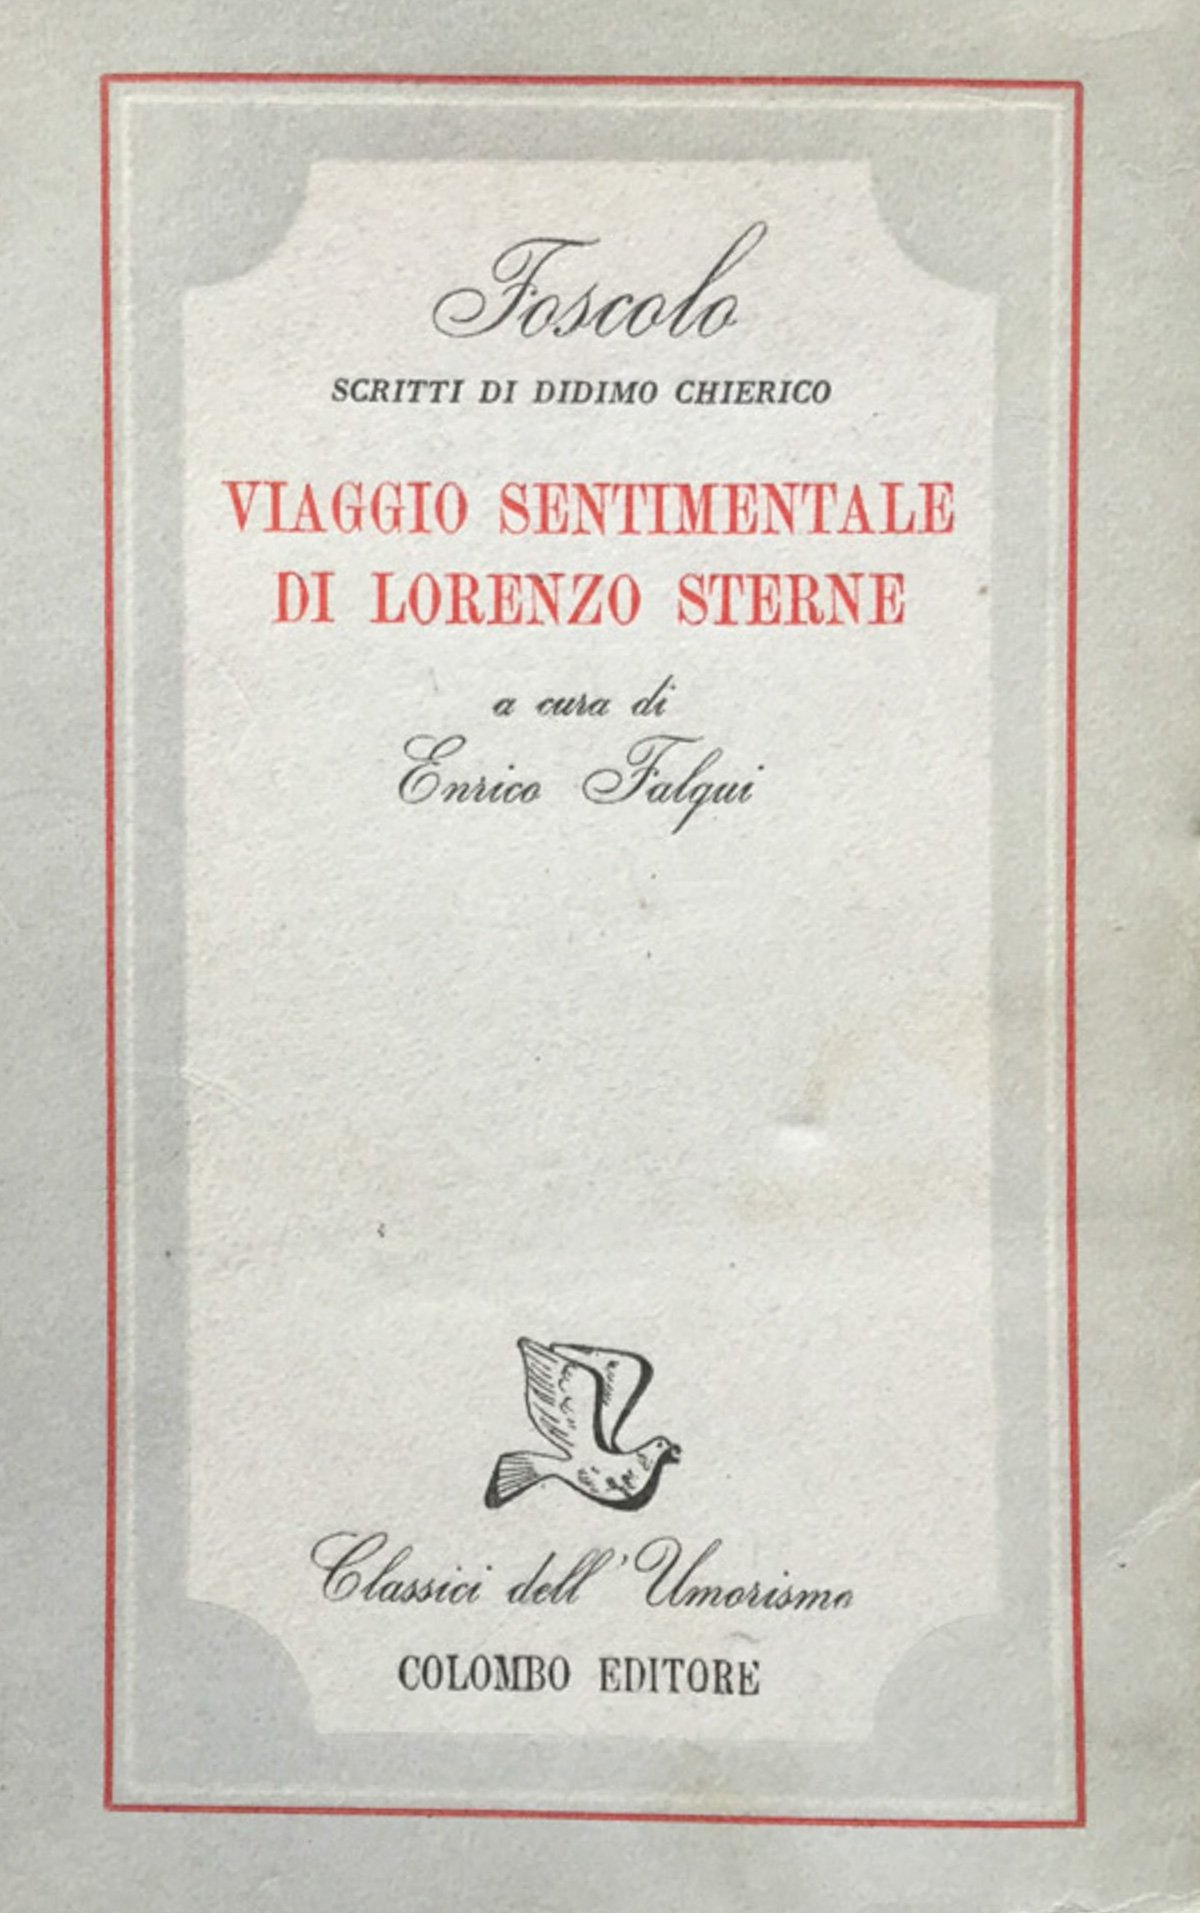 Foscolo
SCRITTI DI DIDIMO CHIERICO
VIAGGIO SENTIMENTALE
DI LORENZO STERNE
a cura di
Enrico Falqui
Classici dell'Umorismo
COLOMBO EDITORE